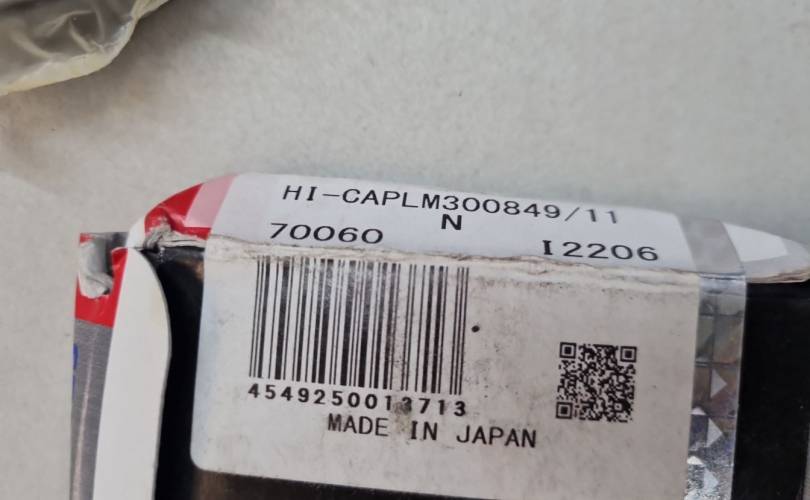 HI-CAPLM300849/11
N
70060 I2206
4549250013713
MADE IN JAPAN